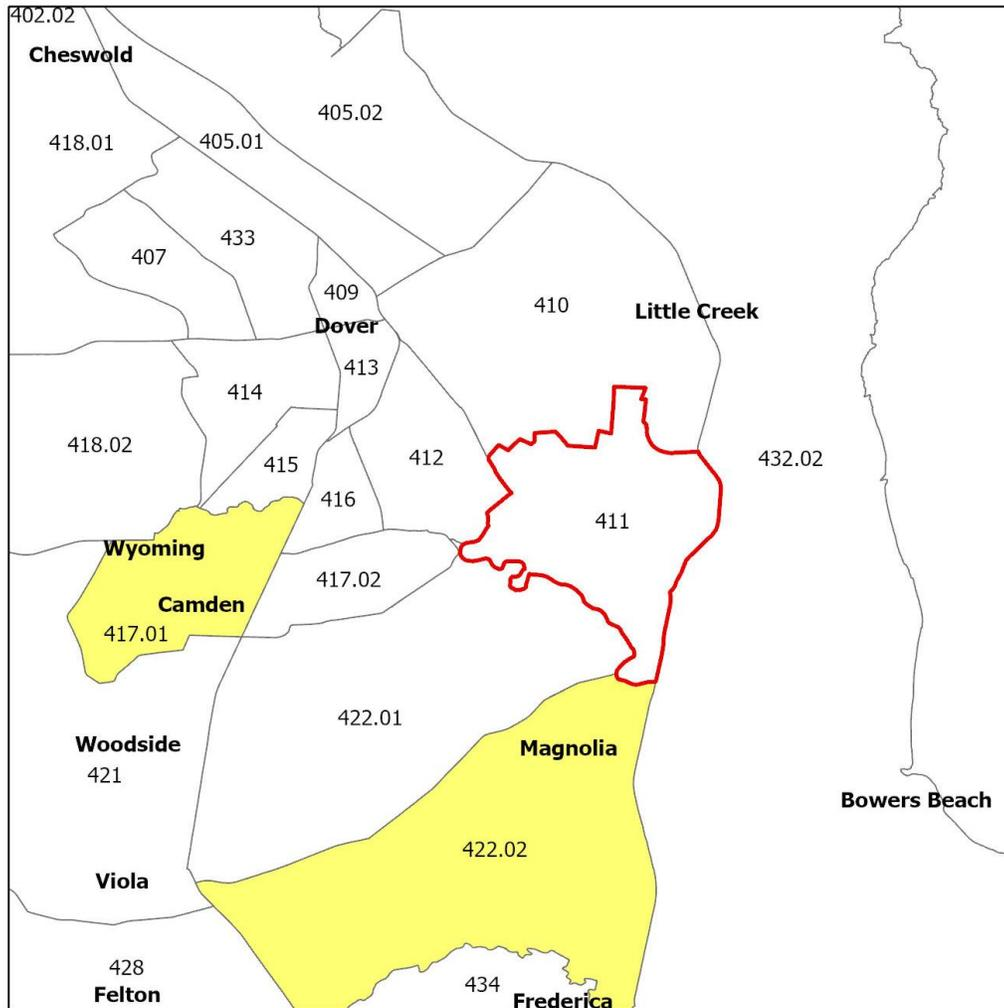 402.02
Cheswold
405.02
418.01
405.01
433
407
409
410
Little Creek
Dover
413
414
418.02
415
412
432.02
416
411
Wyoming
417.02
Camden
417.01
422.01
Woodside
Magnolia
421
Bowers Beach
422.02
Viola
428
434
Felton
Frederica